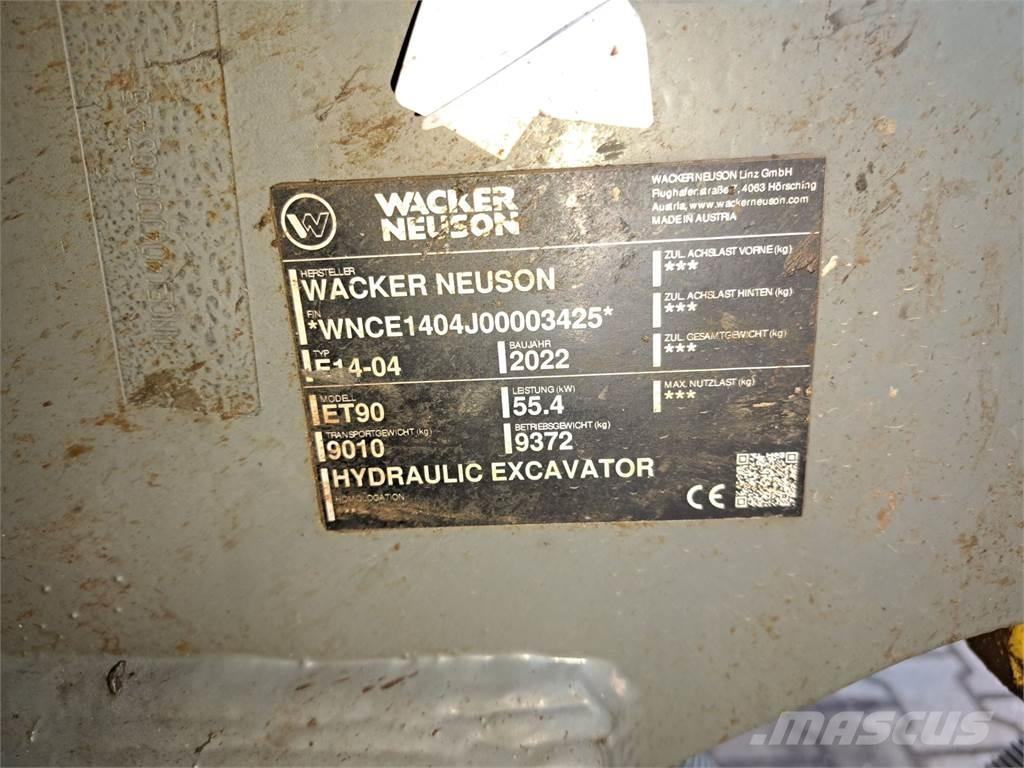 WACKER
NEUSON
WACKER NEUSON Linz GmbH
Flughafenstraße 7, 4063 Hörsching
Austria, www.wackerneuson.com
MADE IN AUSTRIA
HERSTELLER
WACKER NEUSON
FIN
*WNCE1404J00003425*
TYP
E14-04
BAUJAHR
2022
MODELL
ET90
LEISTUNG (kW)
55.4
TRANSPORTGEWICHT (kg)
9010
BETRIEBSGEWICHT (kg)
9372
HYDRAULIC EXCAVATOR
HOMOLOGATION
ZUL. ACHSLAST VORNE (kg)
***
ZUL. ACHSLAST HINTEN (kg)
***
ZUL. GESAMTGEWICHT (kg)
***
MAX. NUTZLAST (kg)
***
CE
MASCUS